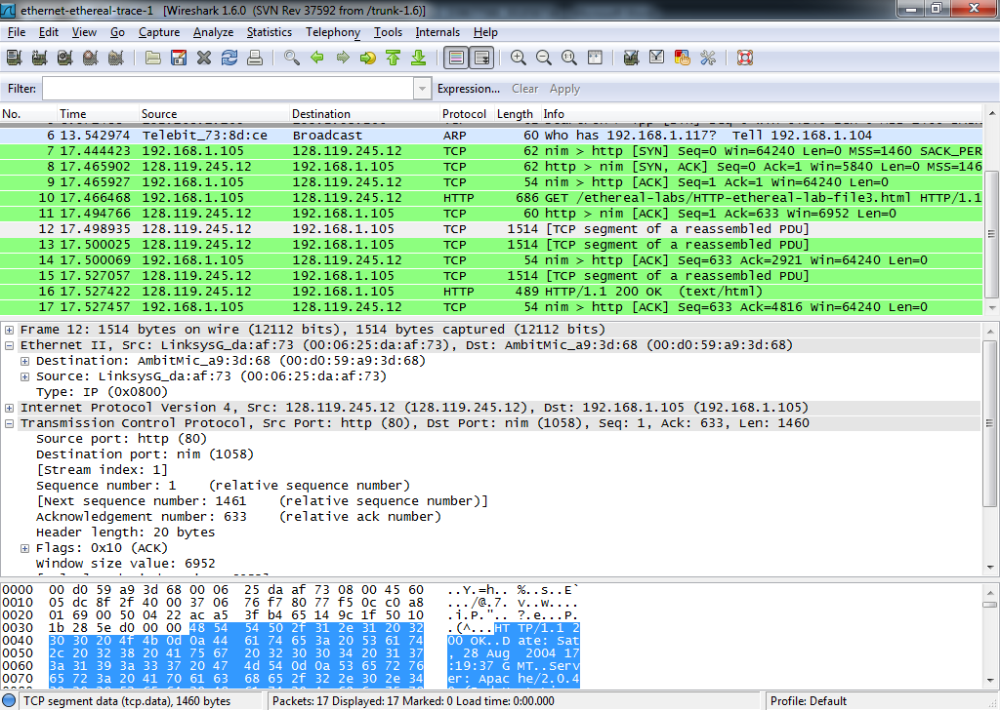 ethernet-ethereal-trace-1 [Wireshark 1.6.0 (SVN Rev 37592 from /trunk-1.6)]
File Edit View Go Capture Analyze Statistics Telephony Tools Internals Help
Filter: Expression... Clear Apply
No. Time Source Destination Protocol Length Info
6 13.542974 Telebit_73:8d:ce Broadcast ARP 60 Who has 192.168.1.117? Tell 192.168.1.104
7 17.444423 192.168.1.105 128.119.245.12 TCP 62 nim > http [SYN] Seq=0 Win=64240 Len=0 MSS=1460 SACK_PER
8 17.465902 128.119.245.12 192.168.1.105 TCP 62 http > nim [SYN, ACK] Seq=0 Ack=1 Win=5840 Len=0 MSS=146
9 17.465927 192.168.1.105 128.119.245.12 TCP 54 nim > http [ACK] Seq=1 Ack=1 Win=64240 Len=0
10 17.466468 192.168.1.105 128.119.245.12 HTTP 686 GET /ethereal-labs/HTTP-ethereal-lab-file3.html HTTP/1.1
11 17.494766 128.119.245.12 192.168.1.105 TCP 60 http > nim [ACK] Seq=1 Ack=633 Win=6952 Len=0
12 17.498935 128.119.245.12 192.168.1.105 TCP 1514 [TCP segment of a reassembled PDU]
13 17.500025 128.119.245.12 192.168.1.105 TCP 1514 [TCP segment of a reassembled PDU]
14 17.500069 192.168.1.105 128.119.245.12 TCP 54 nim > http [ACK] Seq=633 Ack=2921 Win=64240 Len=0
15 17.527057 128.119.245.12 192.168.1.105 TCP 1514 [TCP segment of a reassembled PDU]
16 17.527422 128.119.245.12 192.168.1.105 HTTP 489 HTTP/1.1 200 OK (text/html)
17 17.527457 192.168.1.105 128.119.245.12 TCP 54 nim > http [ACK] Seq=633 Ack=4816 Win=64240 Len=0
Frame 12: 1514 bytes on wire (12112 bits), 1514 bytes captured (12112 bits)
Ethernet II, Src: LinksysG_da:af:73 (00:06:25:da:af:73), Dst: AmbitMic_a9:3d:68 (00:d0:59:a9:3d:68)
Destination: AmbitMic_a9:3d:68 (00:d0:59:a9:3d:68)
Source: LinksysG_da:af:73 (00:06:25:da:af:73)
Type: IP (0x0800)
Internet Protocol Version 4, Src: 128.119.245.12 (128.119.245.12), Dst: 192.168.1.105 (192.168.1.105)
Transmission Control Protocol, Src Port: http (80), Dst Port: nim (1058), Seq: 1, Ack: 633, Len: 1460
Source port: http (80)
Destination port: nim (1058)
[Stream index: 1]
Sequence number: 1 (relative sequence number)
[Next sequence number: 1461 (relative sequence number)]
Acknowledgement number: 633 (relative ack number)
Header length: 20 bytes
Flags: 0x10 (ACK)
Window size value: 6952
0000 00 d0 59 a9 3d 68 00 06 25 da af 73 08 00 45 60 ..Y.=h.. %..s..E`
0010 05 dc 8f 2f 40 00 37 06 76 f7 80 77 f5 0c c0 a8 .../@.7. v..w....
0020 01 69 00 50 04 22 ac a5 3f b4 65 14 9c 1f 50 10 .i.P.".. ?.e...P.
0030 1b 28 5e d0 00 00 48 54 54 50 2f 31 2e 31 20 32 .(^...HT TP/1.1 2
0040 30 30 20 4f 4b 0d 0a 44 61 74 65 3a 20 53 61 74 00 OK..D ate: Sat
0050 2c 20 32 38 20 41 75 67 20 32 30 30 34 20 31 37 , 28 Aug 2004 17
0060 3a 31 39 3a 33 37 20 47 4d 54 0d 0a 53 65 72 76 :19:37 G MT..Serv
0070 65 72 3a 20 41 70 61 63 68 65 2f 32 2e 30 2e 34 er: Apac he/2.0.4
TCP segment data (tcp.data), 1460 bytes Packets: 17 Displayed: 17 Marked: 0 Load time: 0:00.000 Profile: Default